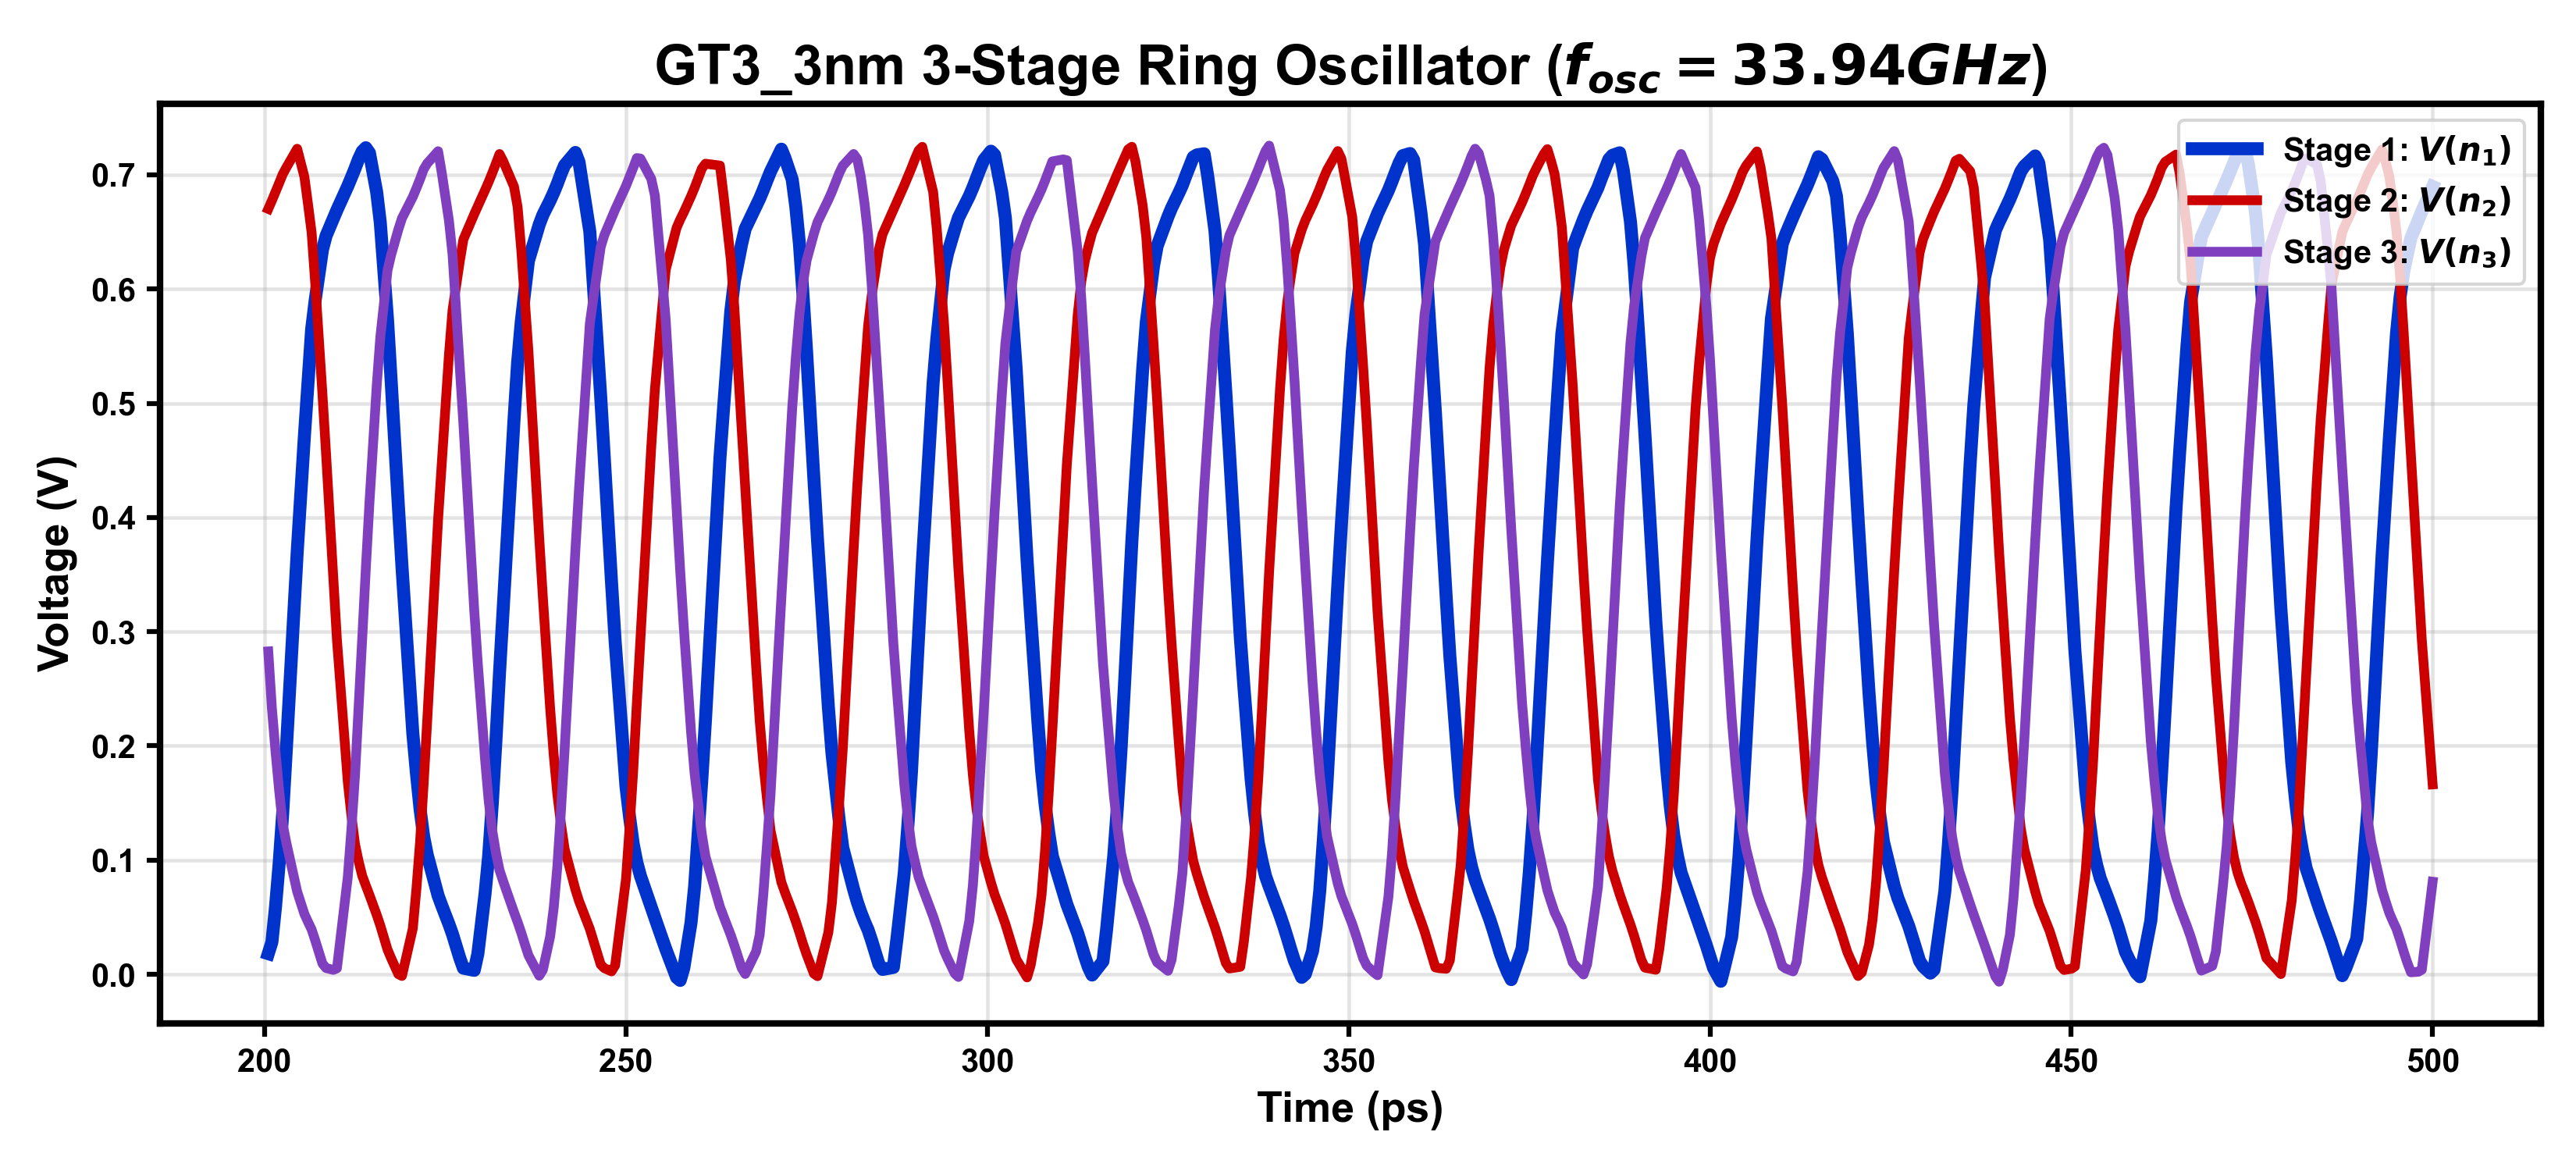 GT3_3nm 3-Stage Ring Oscillator (f_osc = 33.94GHz)
Stage 1: V(n₁)
Stage 2: V(n₂)
Stage 3: V(n₃)
Voltage (V)
0.7
0.6
0.5
0.4
0.3
0.2
0.1
0.0
200 250 300 350 400 450 500
Time (ps)